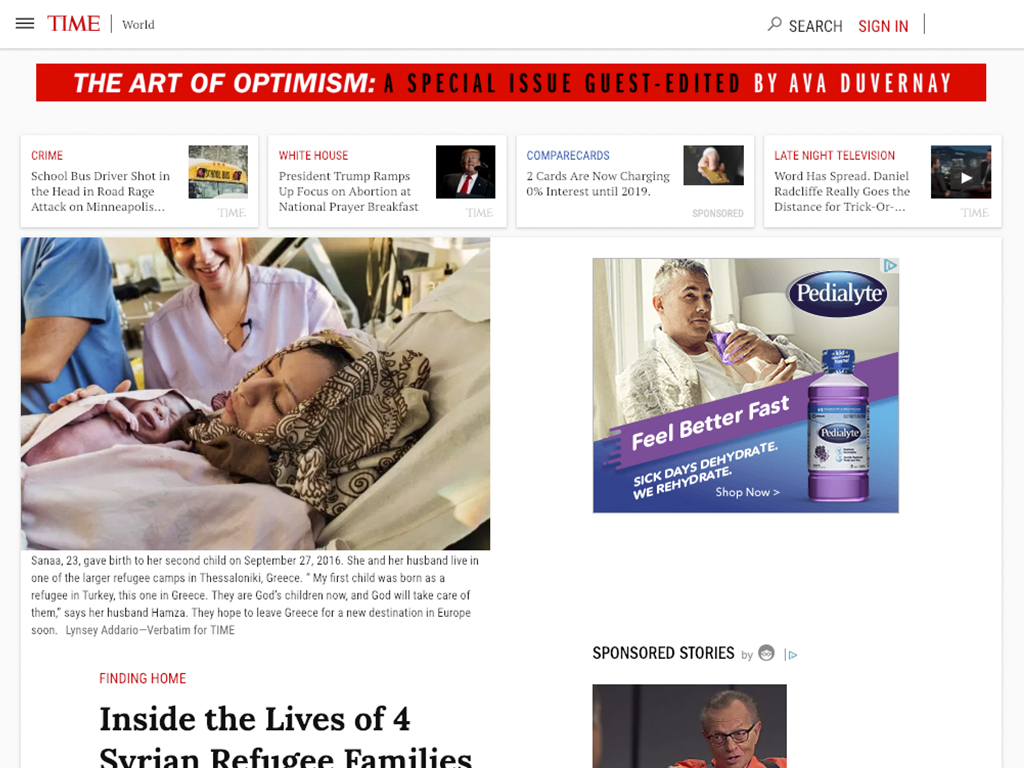 TIME
World
SEARCH
SIGN IN
THE ART OF OPTIMISM: A SPECIAL ISSUE GUEST-EDITED BY AVA DUVERNAY
CRIME
School Bus Driver Shot in
the Head in Road Rage
Attack on Minneapolis...
TIME
WHITE HOUSE
President Trump Ramps
Up Focus on Abortion at
National Prayer Breakfast
TIME
COMPARECARDS
2 Cards Are Now Charging
0% Interest until 2019.
SPONSORED
LATE NIGHT TELEVISION
Word Has Spread. Daniel
Radcliffe Really Goes the
Distance for Trick-Or-...
TIME
SCHOOL BUS
Sanaa, 23, gave birth to her second child on September 27, 2016. She and her husband live in
one of the larger refugee camps in Thessaloniki, Greece. “ My first child was born as a
refugee in Turkey, this one in Greece. They are God’s children now, and God will take care of
them,” says her husband Hamza. They hope to leave Greece for a new destination in Europe
soon. Lynsey Addario—Verbatim for TIME
FINDING HOME
Inside the Lives of 4
Syrian Refugee Families
Pedialyte
Feel Better Fast
SICK DAYS DEHYDRATE.
WE REHYDRATE.
Shop Now >
Pedialyte
SPONSORED STORIES by